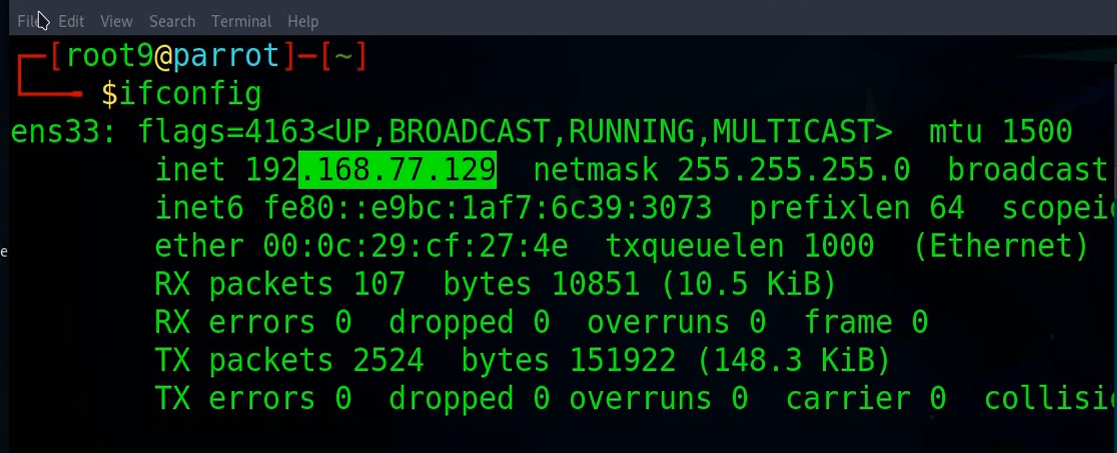 File Edit View Search Terminal Help
[root9@parrot]─[~]
$ifconfig
ens33: flags=4163<UP,BROADCAST,RUNNING,MULTICAST>  mtu 1500
inet 192.168.77.129  netmask 255.255.255.0  broadcast
inet6 fe80::e9bc:1af7:6c39:3073  prefixlen 64  scopei
ether 00:0c:29:cf:27:4e  txqueuelen 1000  (Ethernet)
RX packets 107  bytes 10851 (10.5 KiB)
RX errors 0  dropped 0  overruns 0  frame 0
TX packets 2524  bytes 151922 (148.3 KiB)
TX errors 0  dropped 0 overruns 0  carrier 0  collisi